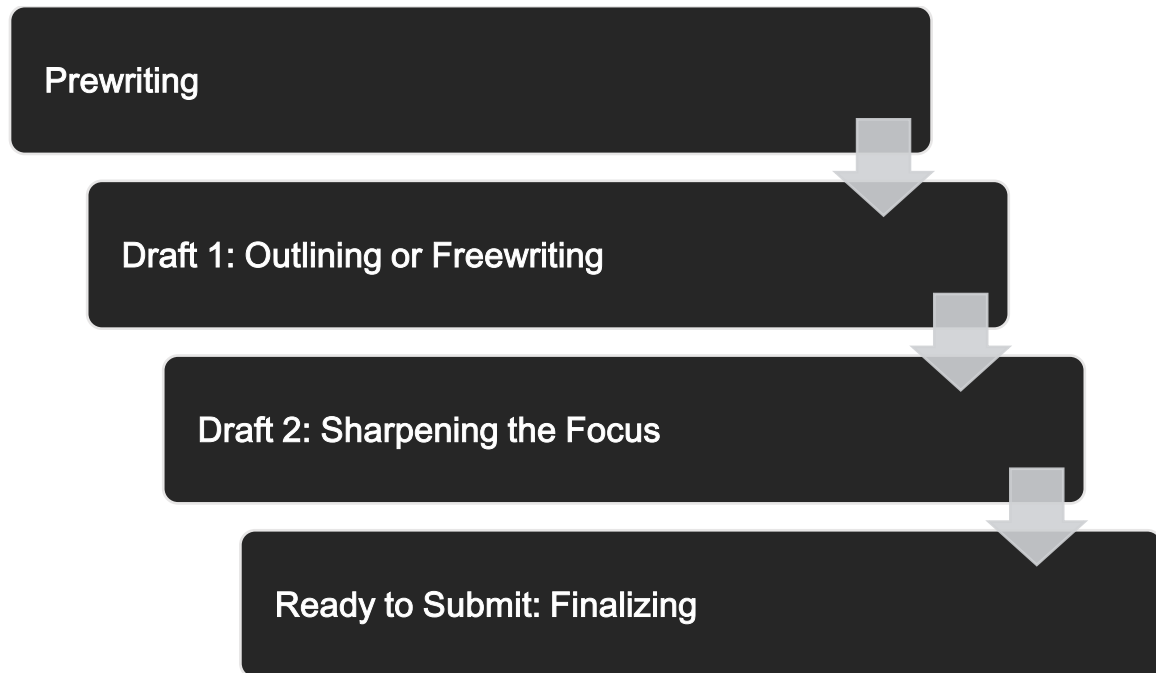 Prewriting
Draft 1: Outlining or Freewriting
Draft 2: Sharpening the Focus
Ready to Submit: Finalizing